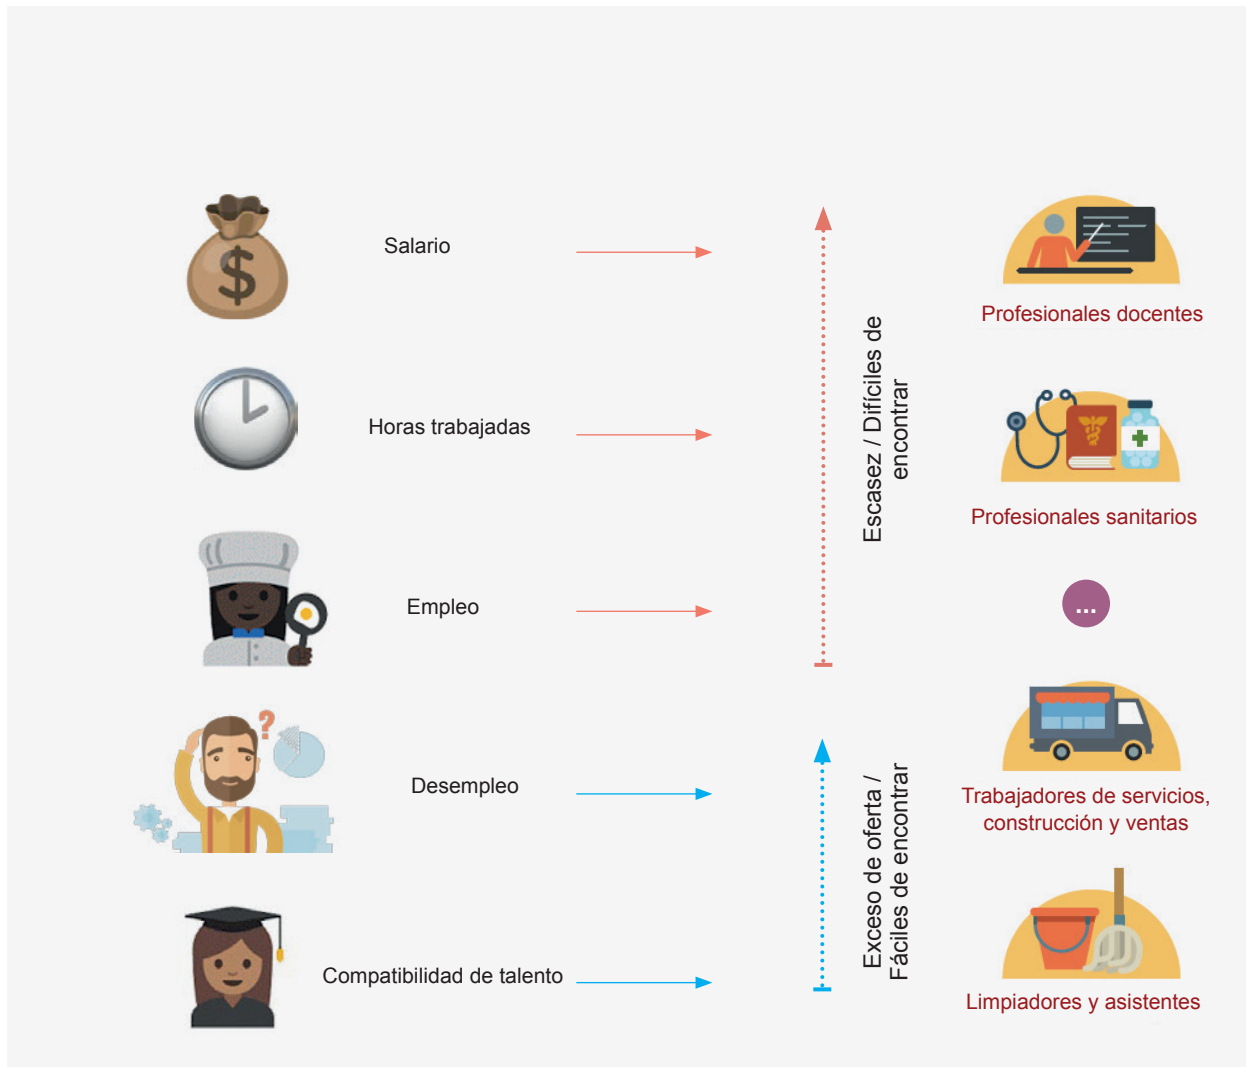 Salario
Horas trabajadas
Empleo
Desempleo
Compatibilidad de talento
Escasez / Difíciles de
encontrar
Exceso de oferta /
Fáciles de encontrar
Profesionales docentes
Profesionales sanitarios
...
Trabajadores de servicios,
construcción y ventas
Limpiadores y asistentes